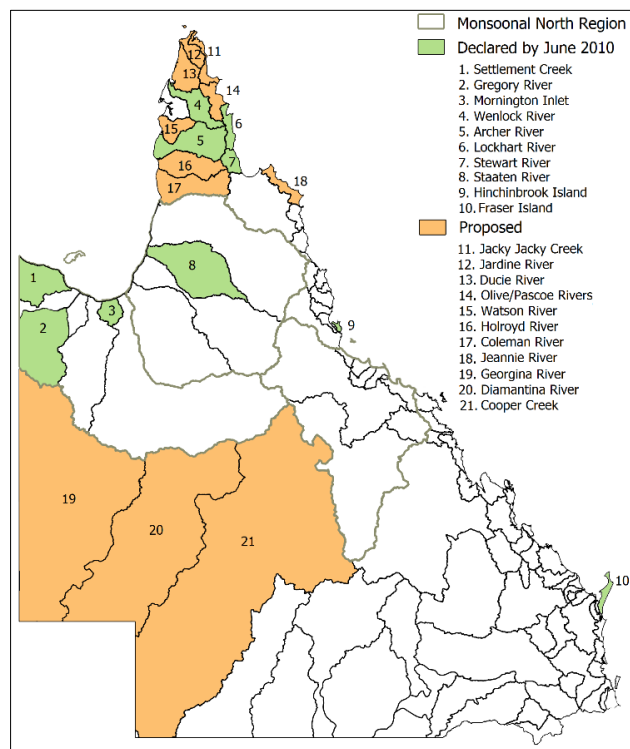 Monsoonal North Region
Declared by June 2010
1. Settlement Creek
2. Gregory River
3. Mornington Inlet
4. Wenlock River
5. Archer River
6. Lockhart River
7. Stewart River
8. Staaten River
9. Hinchinbrook Island
10. Fraser Island
Proposed
11. Jacky Jacky Creek
12. Jardine River
13. Ducie River
14. Olive/Pascoe Rivers
15. Watson River
16. Holroyd River
17. Coleman River
18. Jeannie River
19. Georgina River
20. Diamantina River
21. Cooper Creek
11
12
13
14
4
6
15
5
7
16
18
17
8
1
3
9
2
19
20
21
10